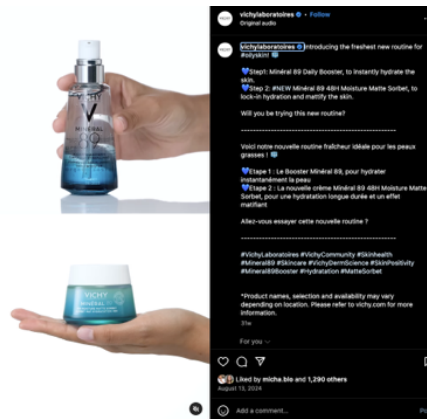 VICHY
MINÉRAL
89
VICHY
MINÉRAL 89
vichylaboratoires • Follow
Original audio
vichylaboratoires Introducing the freshest new routine for
#oilyskin!
Step1: Minéral 89 Daily Booster, to instantly hydrate the
skin.
Step 2: #NEW Minéral 89 48H Moisture Matte Sorbet, to
lock-in hydration and mattify the skin.
Will you be trying this new routine?
Voici notre nouvelle routine fraîcheur idéale pour les peaux
grasses !
Etape 1 : Le Booster Minéral 89, pour hydrater
instantanément la peau
Etape 2 : La nouvelle crème Minéral 89 48H Moisture Matte
Sorbet, pour une hydratation longue durée et un effet
matifiant
Allez-vous essayer cette nouvelle routine ?
#VichyLaboratoires #VichyCommunity #Skinhealth
#Mineral89 #Skincare #VichyDermScience #SkinPositivity
#Mineral89Booster #Hydratation #MatteSorbet
*Product names, selection and availability may vary
depending on location. Please refer to vichy.com for more
information.
31w
For you
Liked by micha.bio and 1,290 others
August 13, 2024
Add a comment...